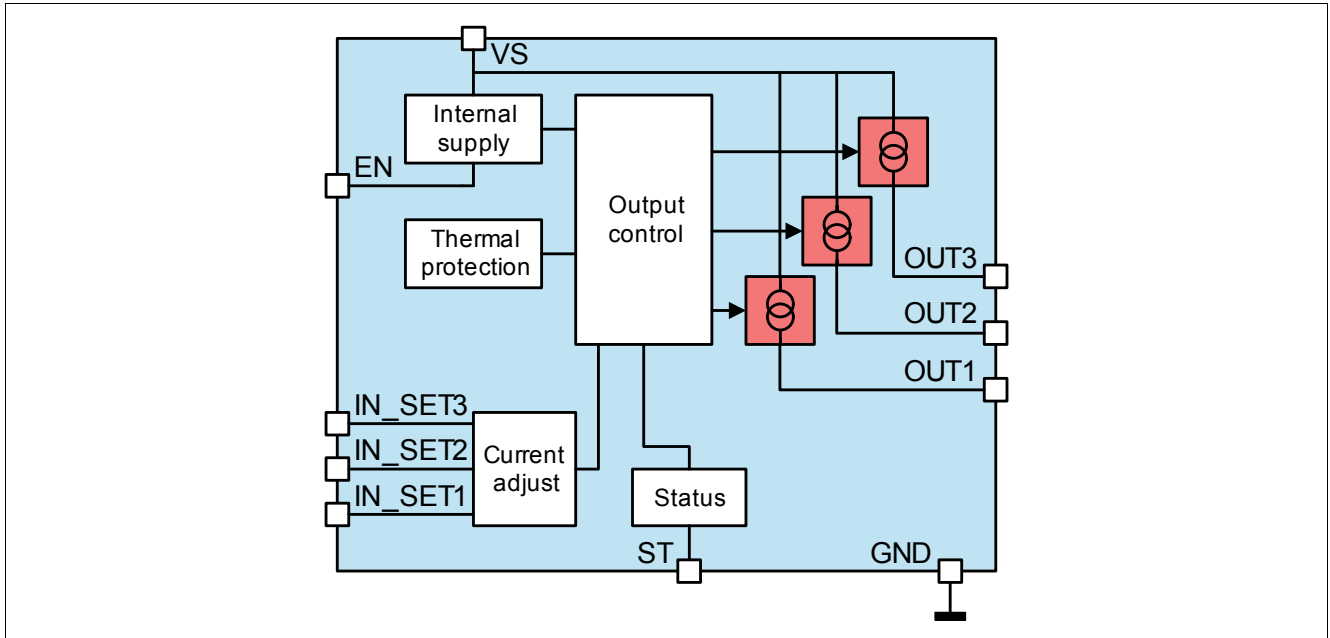 VS
Internal
supply
EN
Output
control
Thermal
protection
OUT3
OUT2
OUT1
IN_SET3
IN_SET2
IN_SET1
Current
adjust
Status
ST
GND